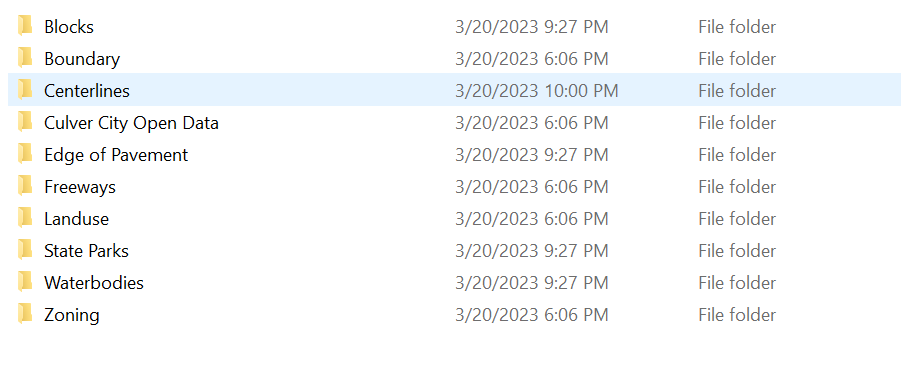 Blocks 3/20/2023 9:27 PM File folder
Boundary 3/20/2023 6:06 PM File folder
Centerlines 3/20/2023 10:00 PM File folder
Culver City Open Data 3/20/2023 6:06 PM File folder
Edge of Pavement 3/20/2023 9:27 PM File folder
Freeways 3/20/2023 6:06 PM File folder
Landuse 3/20/2023 6:06 PM File folder
State Parks 3/20/2023 9:27 PM File folder
Waterbodies 3/20/2023 9:27 PM File folder
Zoning 3/20/2023 6:06 PM File folder